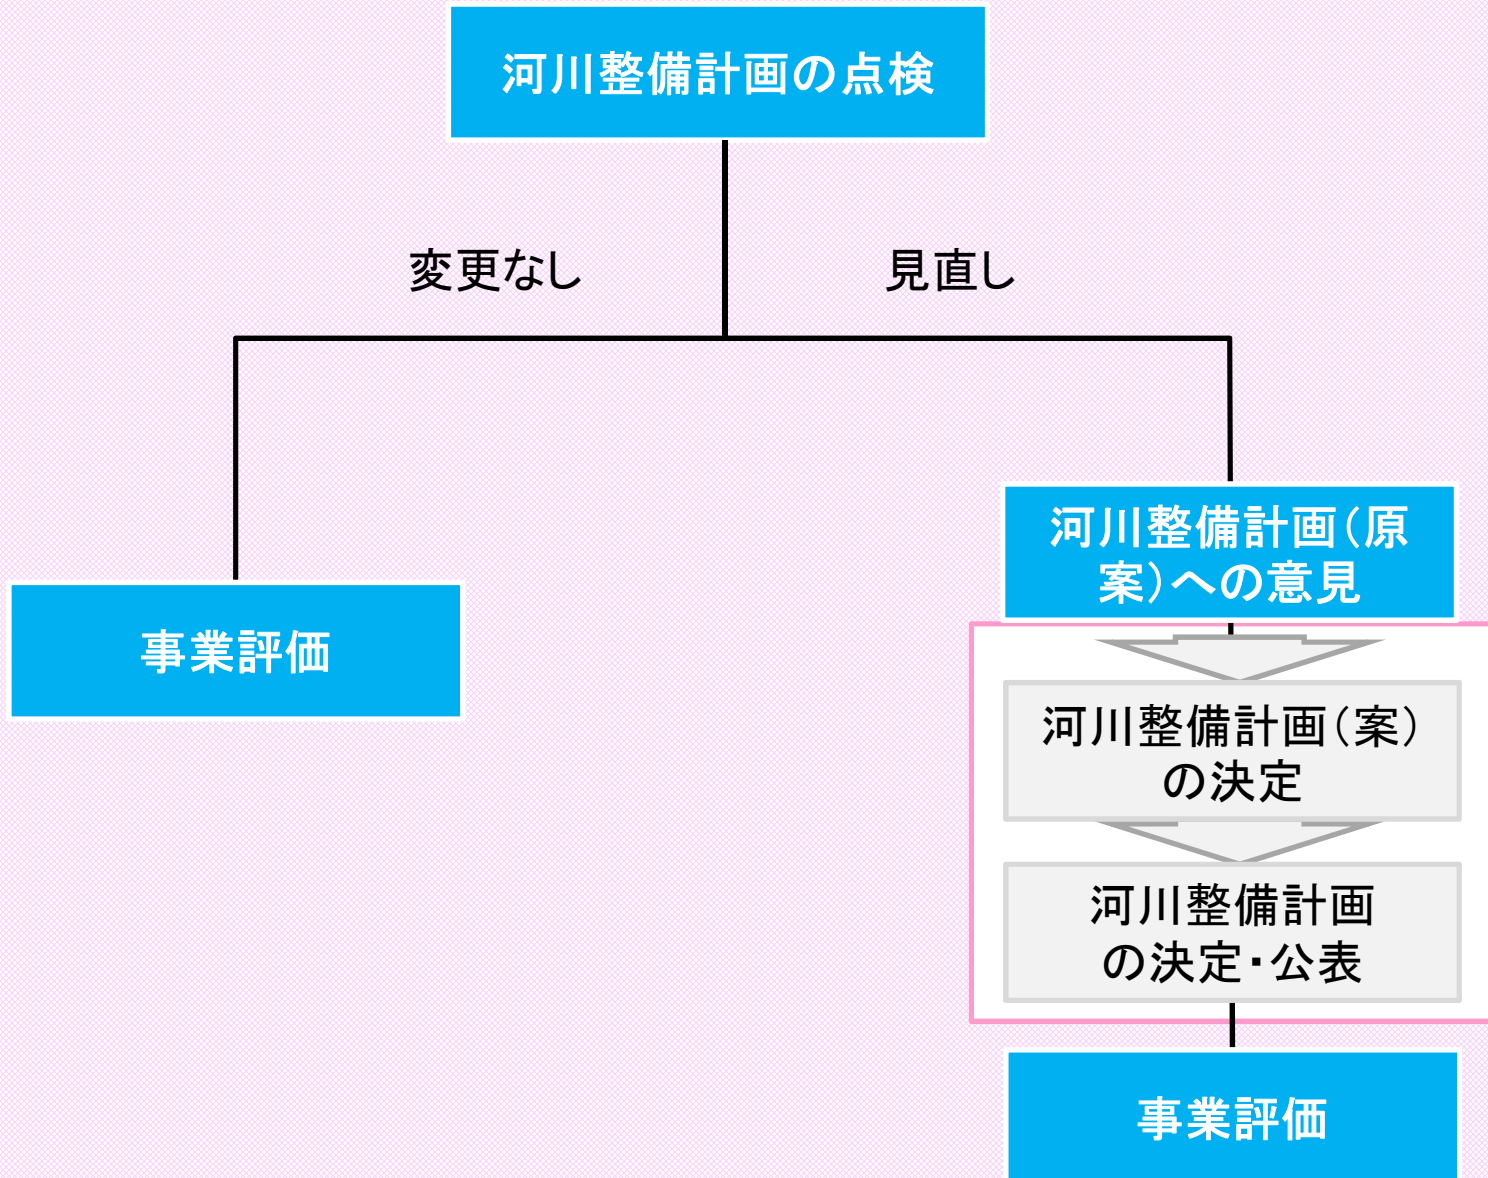 河川整備計画の点検
変更なし
見直し
事業評価
河川整備計画（原
案）への意見
河川整備計画（案）
の決定
河川整備計画
の決定・公表
事業評価